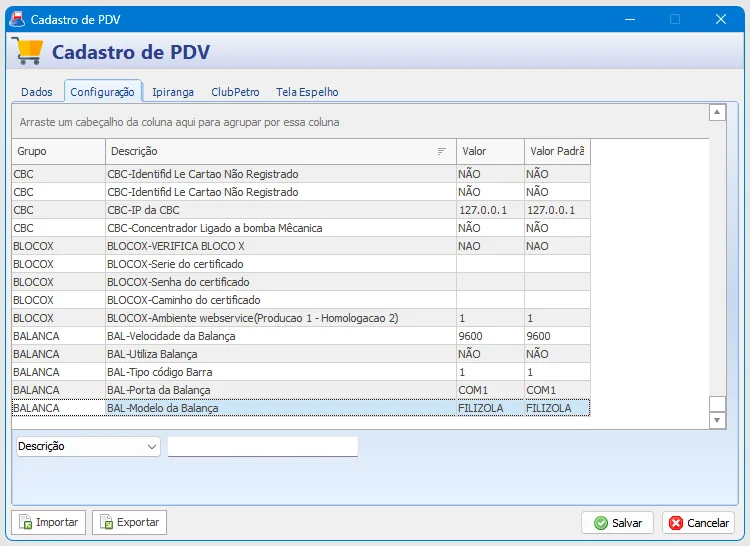 Cadastro de PDV
Cadastro de PDV
Dados Configuração Ipiranga ClubPetro Tela Espelho
Arraste um cabeçalho da coluna aqui para agrupar por essa coluna
Grupo Descrição Valor Valor Padrã
CBC CBC-Identifid Le Cartao Não Registrado NÃO NÃO
CBC CBC-Identifid Le Cartao Não Registrado NÃO NÃO
CBC CBC-IP da CBC 127.0.0.1 127.0.0.1
CBC CBC-Concentrador Ligado a bomba Mêcanica NÃO NÃO
BLOCOX BLOCOX-VERIFICA BLOCO X NAO NAO
BLOCOX BLOCOX-Serie do certificado
BLOCOX BLOCOX-Senha do certificado
BLOCOX BLOCOX-Caminho do certificado
BLOCOX BLOCOX-Ambiente webservice(Producao 1 - Homologacao 2) 1 1
BALANCA BAL-Velocidade da Balança 9600 9600
BALANCA BAL-Utiliza Balança NÃO NÃO
BALANCA BAL-Tipo código Barra 1 1
BALANCA BAL-Porta da Balança COM1 COM1
BALANCA BAL-Modelo da Balança FILIZOLA FILIZOLA
Descrição
Importar Exportar Salvar Cancelar